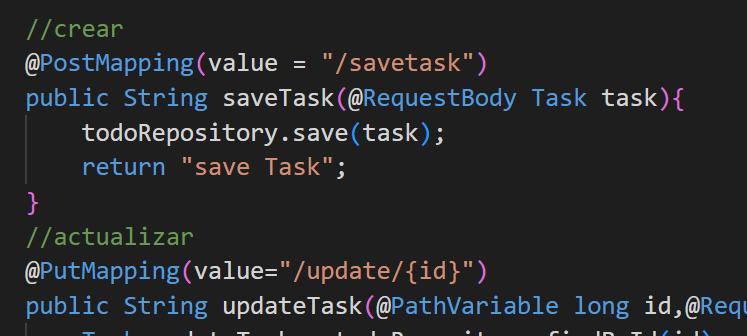 //crear
@PostMapping(value = "/savetask")
public String saveTask(@RequestBody Task task){
todoRepository.save(task);
return "save Task";
}
//actualizar
@PutMapping(value="/update/{id}")
public String updateTask(@PathVariable long id,@Requ